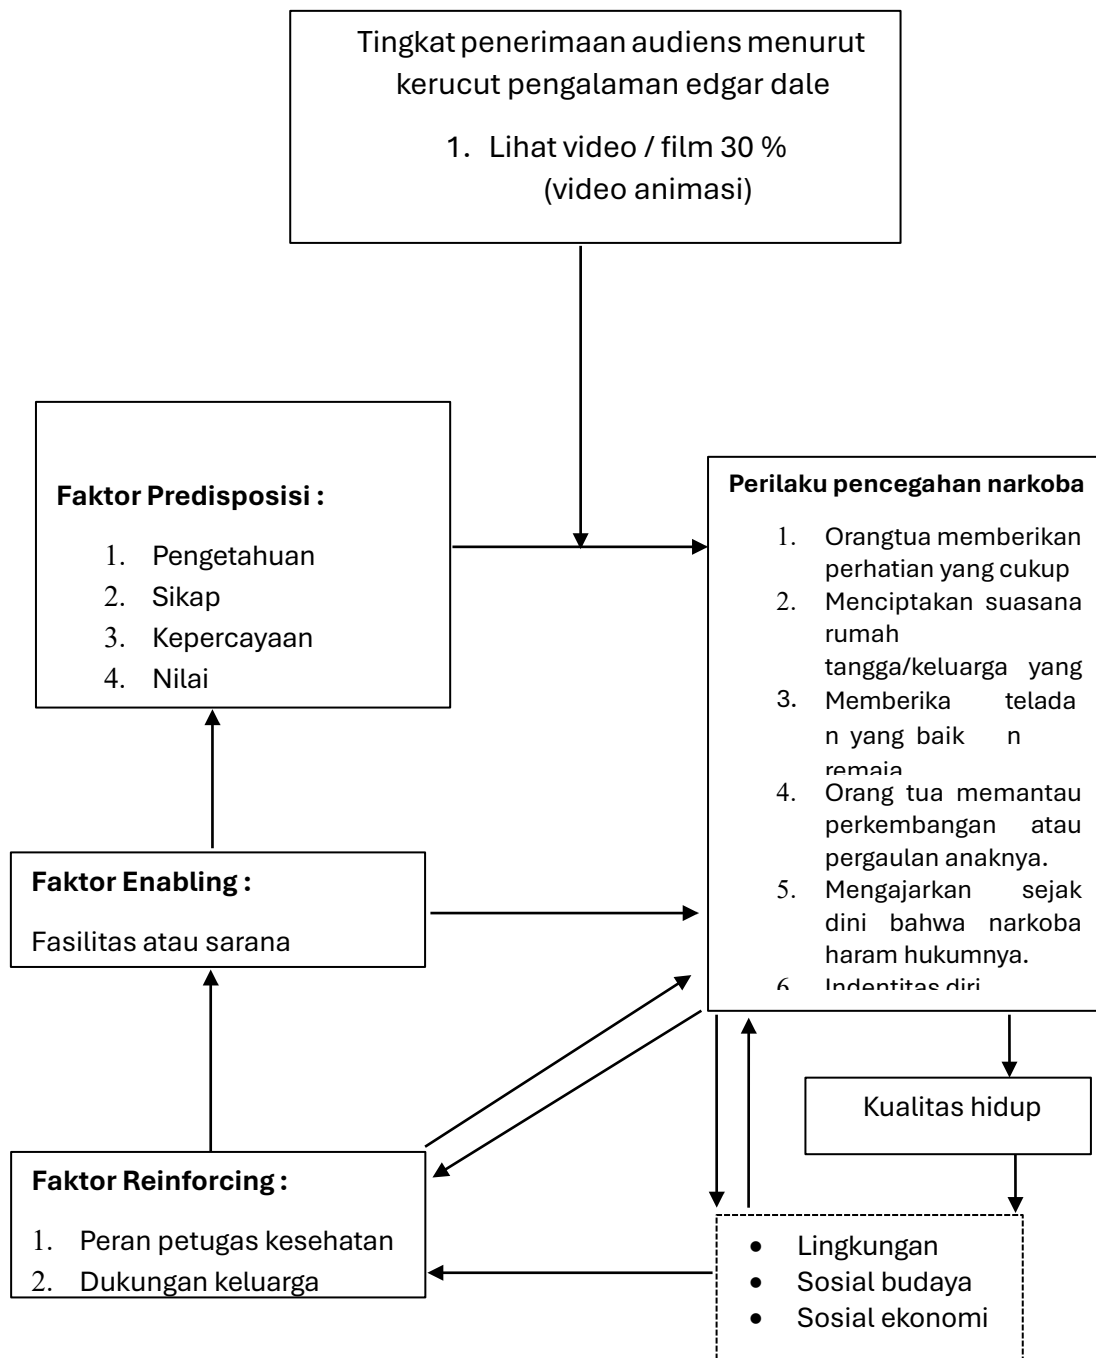 Tingkat penerimaan audiens menurut
kerucut pengalaman edgar dale
1. Lihat video / film 30 %
(video animasi)
Faktor Predisposisi :
1. Pengetahuan
2. Sikap
3. Kepercayaan
4. Nilai
Perilaku pencegahan narkoba
1. Orangtua memberikan
perhatian yang cukup
2. Menciptakan suasana
rumah
tangga/keluarga yang
3. Memberika telada
n yang baik n
remaja
4. Orang tua memantau
perkembangan atau
pergaulan anaknya.
5. Mengajarkan sejak
dini bahwa narkoba
haram hukumnya.
6. Indentitas diri
Faktor Enabling :
Fasilitas atau sarana
Kualitas hidup
Faktor Reinforcing :
1. Peran petugas kesehatan
2. Dukungan keluarga
• Lingkungan
• Sosial budaya
• Sosial ekonomi